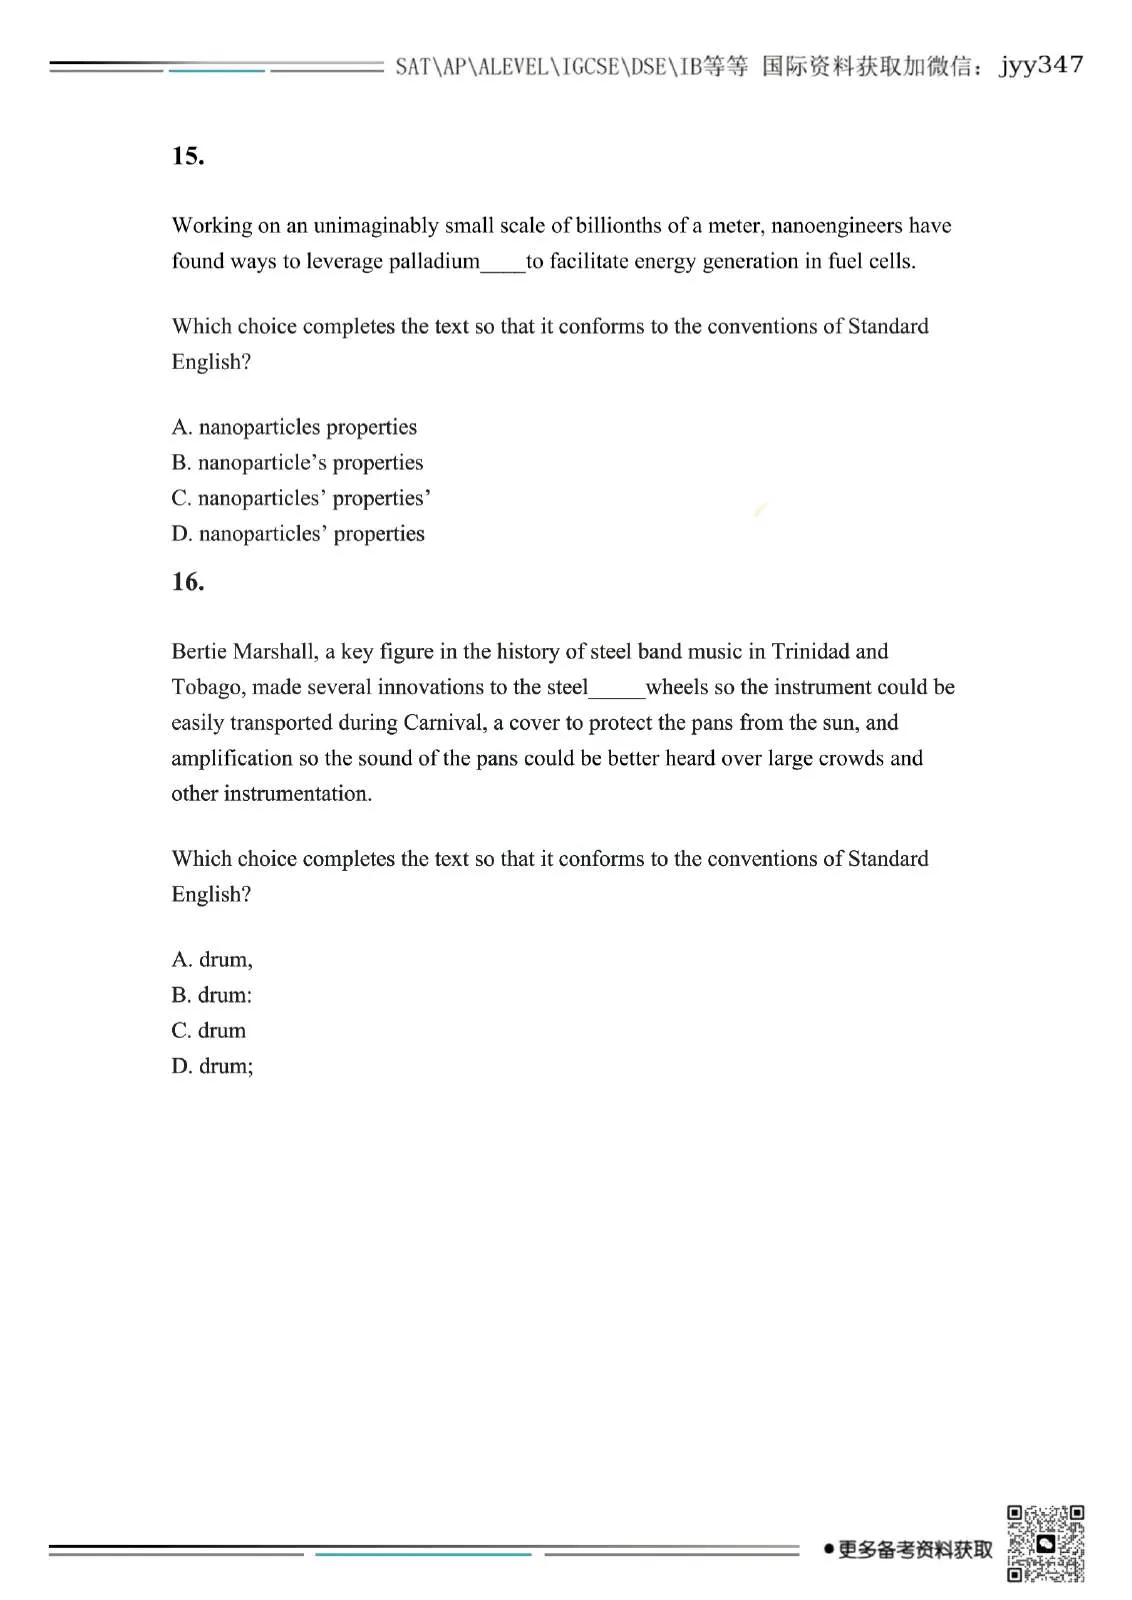 SAT\AP\ALEVEL\IGCSE\DSE\IB等等 国际资料获取加微信：jyy347
15.
Working on an unimaginably small scale of billionths of a meter, nanoengineers have
found ways to leverage palladium____to facilitate energy generation in fuel cells.
Which choice completes the text so that it conforms to the conventions of Standard
English?
A. nanoparticles properties
B. nanoparticle’s properties
C. nanoparticles’ properties’
D. nanoparticles’ properties
16.
Bertie Marshall, a key figure in the history of steel band music in Trinidad and
Tobago, made several innovations to the steel_____wheels so the instrument could be
easily transported during Carnival, a cover to protect the pans from the sun, and
amplification so the sound of the pans could be better heard over large crowds and
other instrumentation.
Which choice completes the text so that it conforms to the conventions of Standard
English?
A. drum,
B. drum:
C. drum
D. drum;
●更多备考资料获取